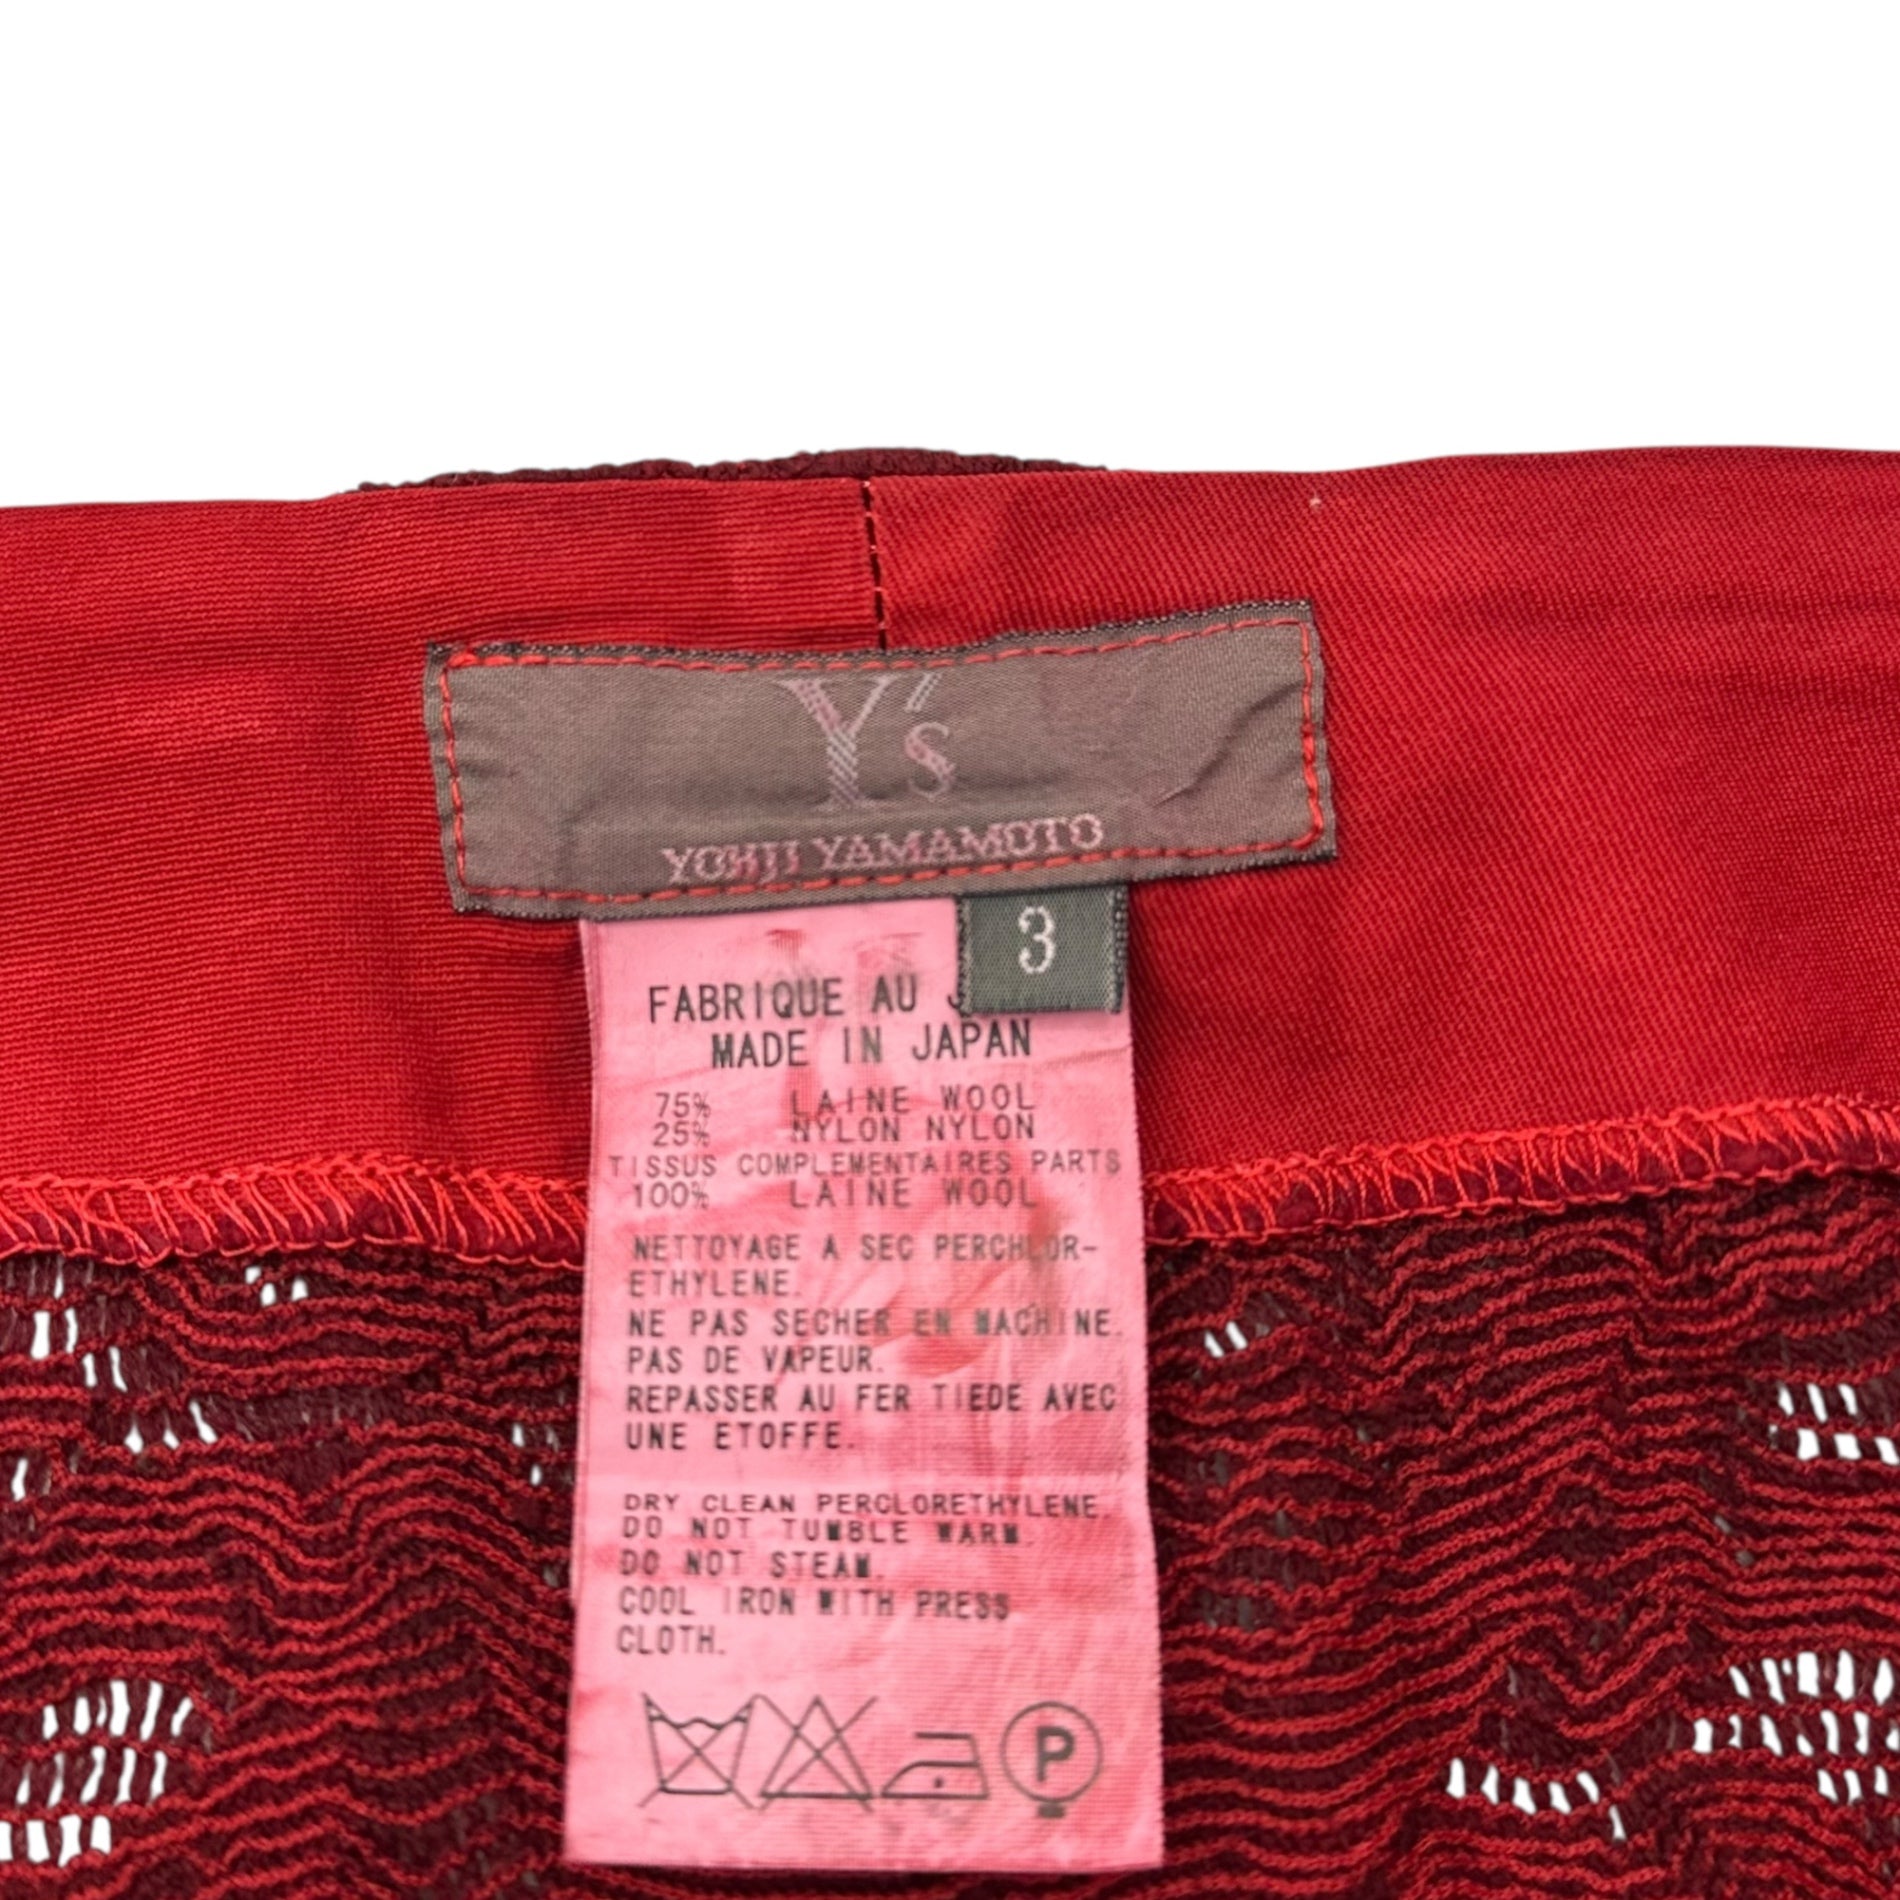 Y's
YOHJI YAMAMOTO
3
FABRIQUE AU
MADE IN JAPAN
75% LAINE WOOL
25% NYLON NYLON
TISSUS COMPLEMENTAIRES PARTS
100% LAINE WOOL
NETTOYAGE A SEC PERCHLOR-
ETHYLENE.
NE PAS SECHER EN MACHINE.
PAS DE VAPEUR.
REPASSER AU FER TIEDE AVEC
UNE ETOFFE.
DRY CLEAN PERCLORETHYLENE.
DO NOT TUMBLE WARM.
DO NOT STEAM.
COOL IRON WITH PRESS
CLOTH.
P